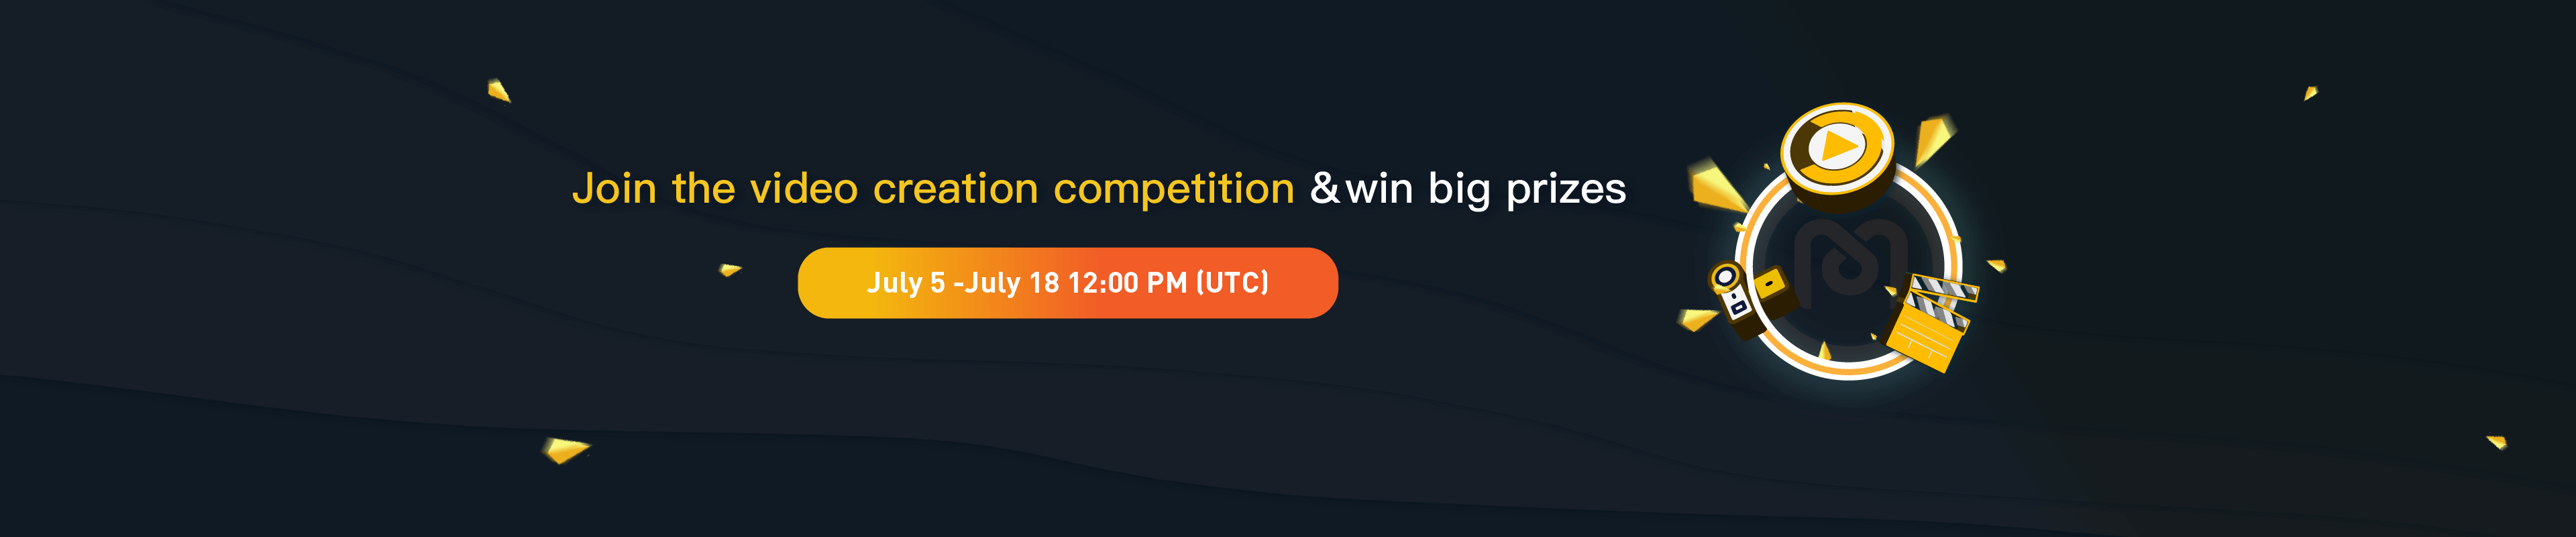 Join the video creation competition & win big prizes
July 5 -July 18 12:00 PM (UTC)